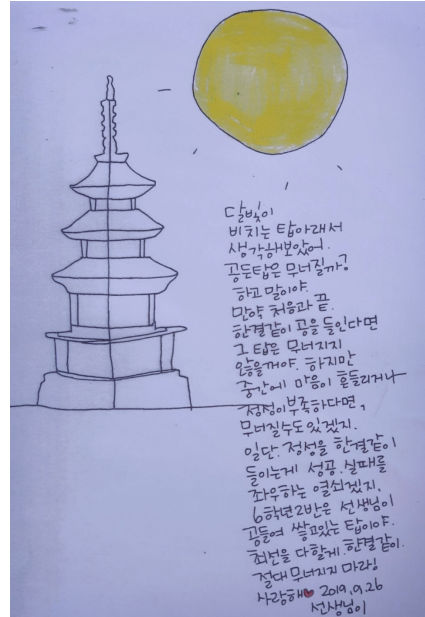 달빛이
비치는 탑아래서
생각해보았어.
공든탑은 무너질까?
하고 말이야.
만약 처음과 끝.
한결같이 공을 들인다면
그 탑은 무너지지
않을꺼야. 하지만
중간에 마음이 흔들리거나
정성이 부족하다면,
무너질수도 있겠지.
일단. 정성을 한결같이
들이는게 성공.실패를
좌우하는 열쇠겠지.
6학년2반은 선생님이
공들여 쌓고있는 탑이야.
최선을 다할게. 한결같이.
절대 무너지지 마라!
사랑해♥ 2019.9.26
선생님이